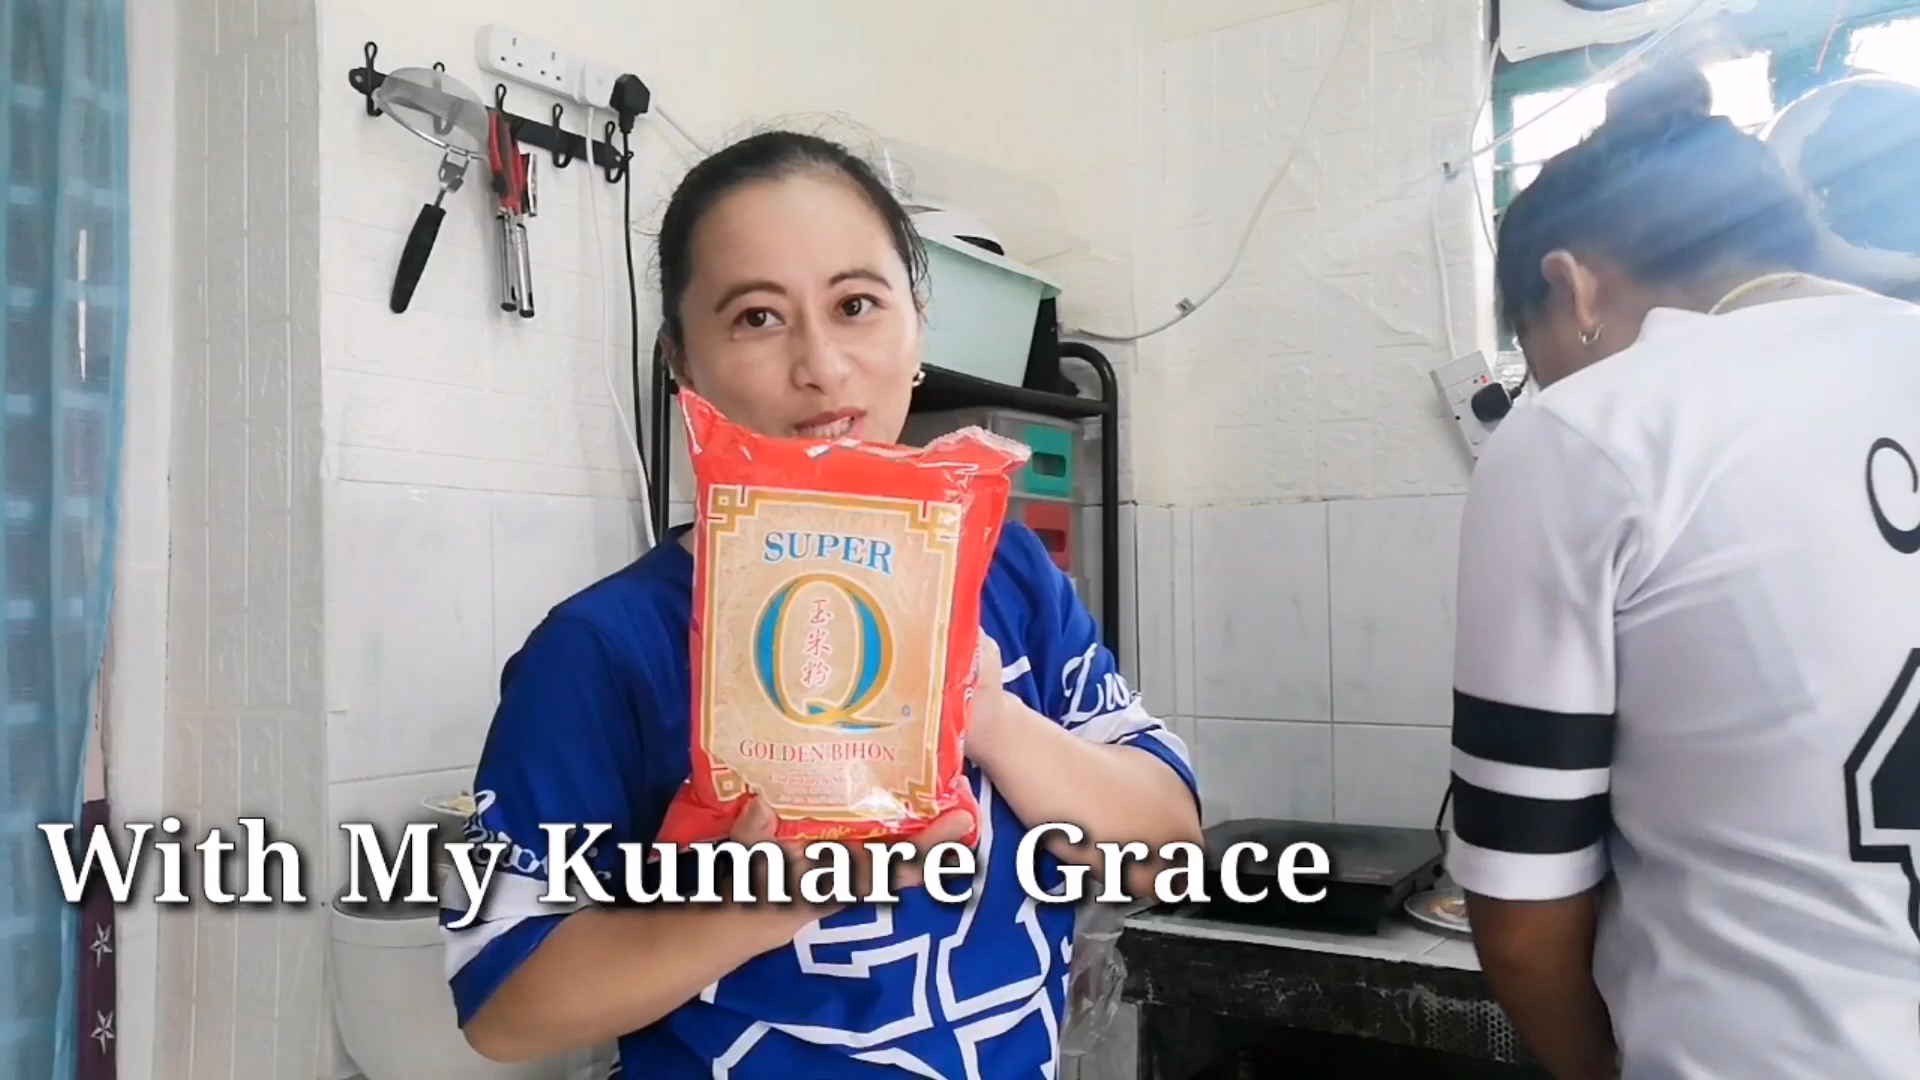 SUPER
Q
玉
米
粉
GOLDEN BIHON
With My Kumare Grace